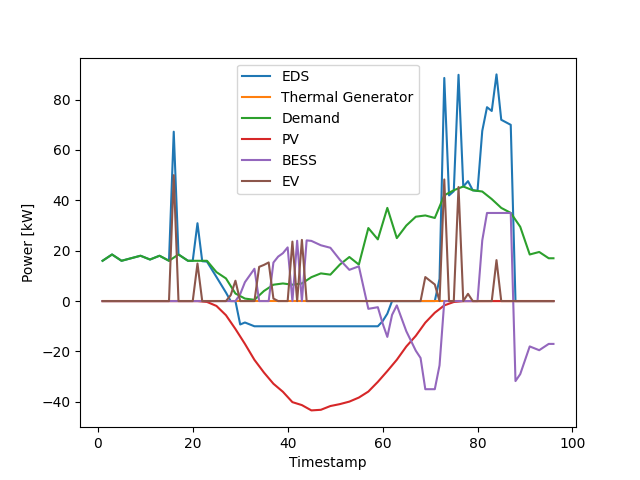 EDS
Thermal Generator
Demand
PV
BESS
EV
Power [kW]
80
60
40
20
0
−20
−40
0 20 40 60 80 100
Timestamp